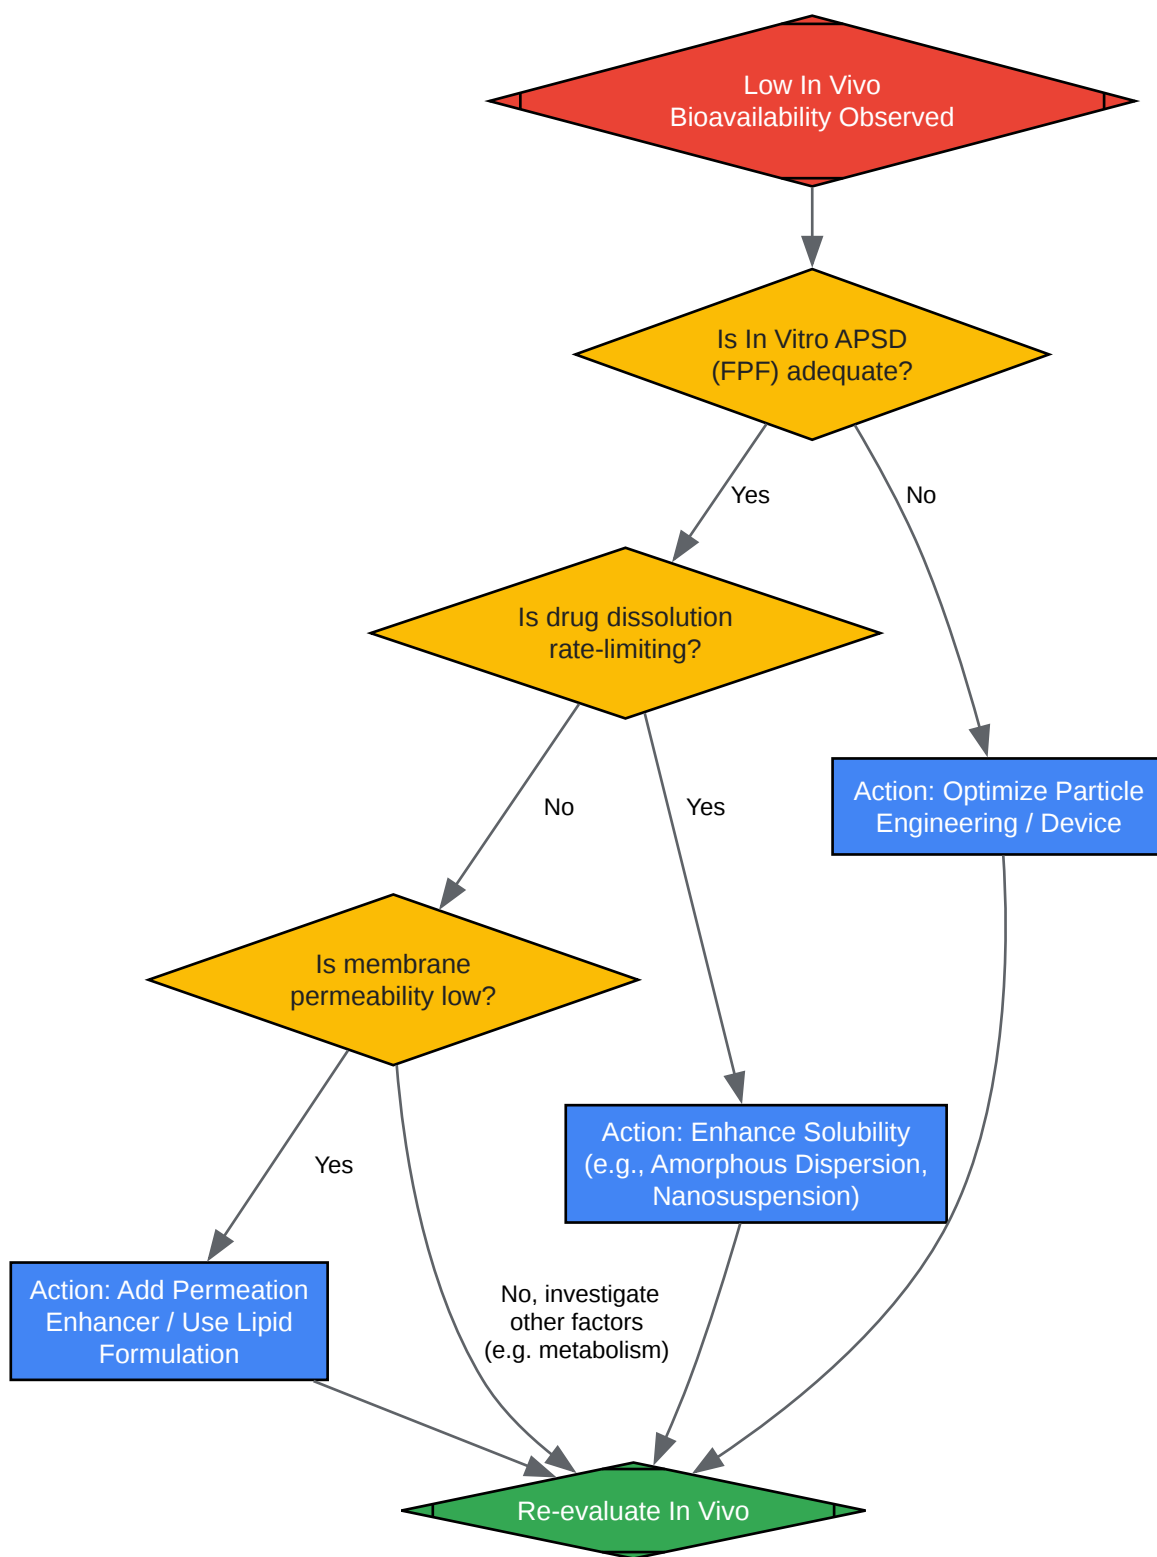 Low In Vivo
Bioavailability Observed
Is In Vitro APSD
(FPF) adequate?
Yes
No
Is drug dissolution
rate-limiting?
Action: Optimize Particle
Engineering / Device
No
Yes
Is membrane
permeability low?
Action: Enhance Solubility
(e.g., Amorphous Dispersion,
Nanosuspension)
Yes
Action: Add Permeation
Enhancer / Use Lipid
Formulation
No, investigate
other factors
(e.g. metabolism)
Re-evaluate In Vivo